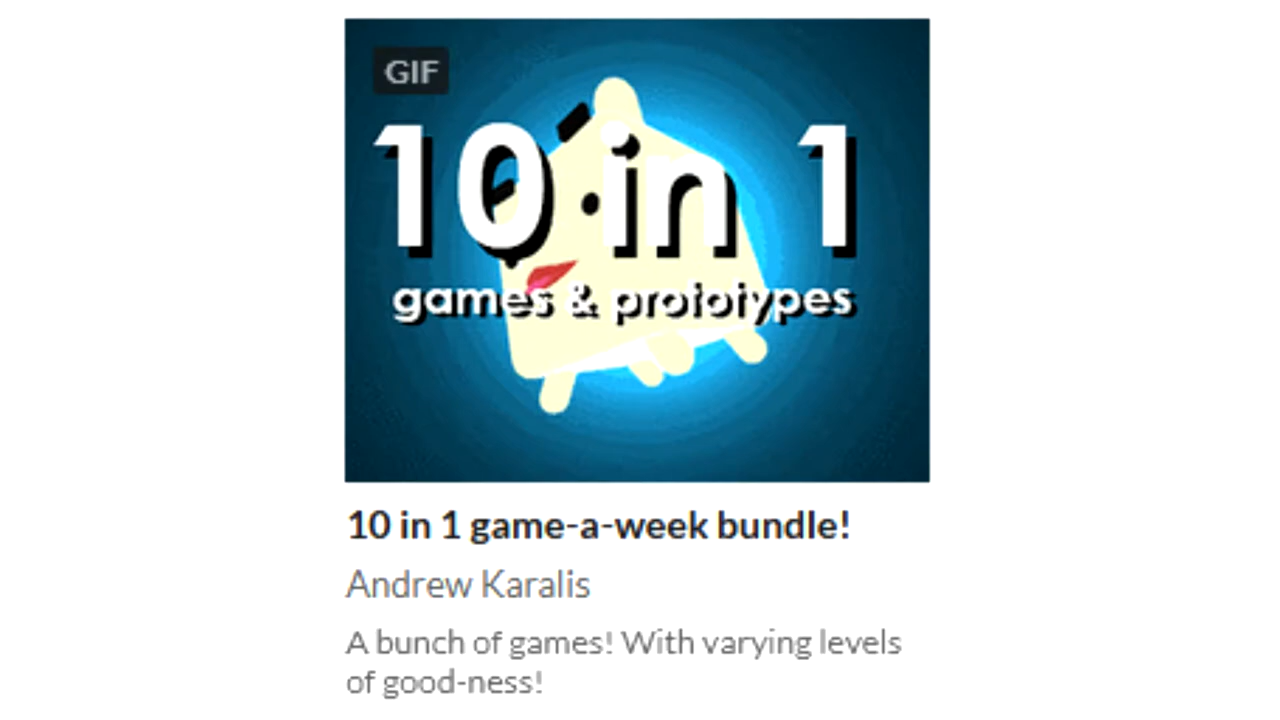 GIF
10 in 1
games & prototypes
10 in 1 game-a-week bundle!
Andrew Karalis
A bunch of games! With varying levels
of good-ness!